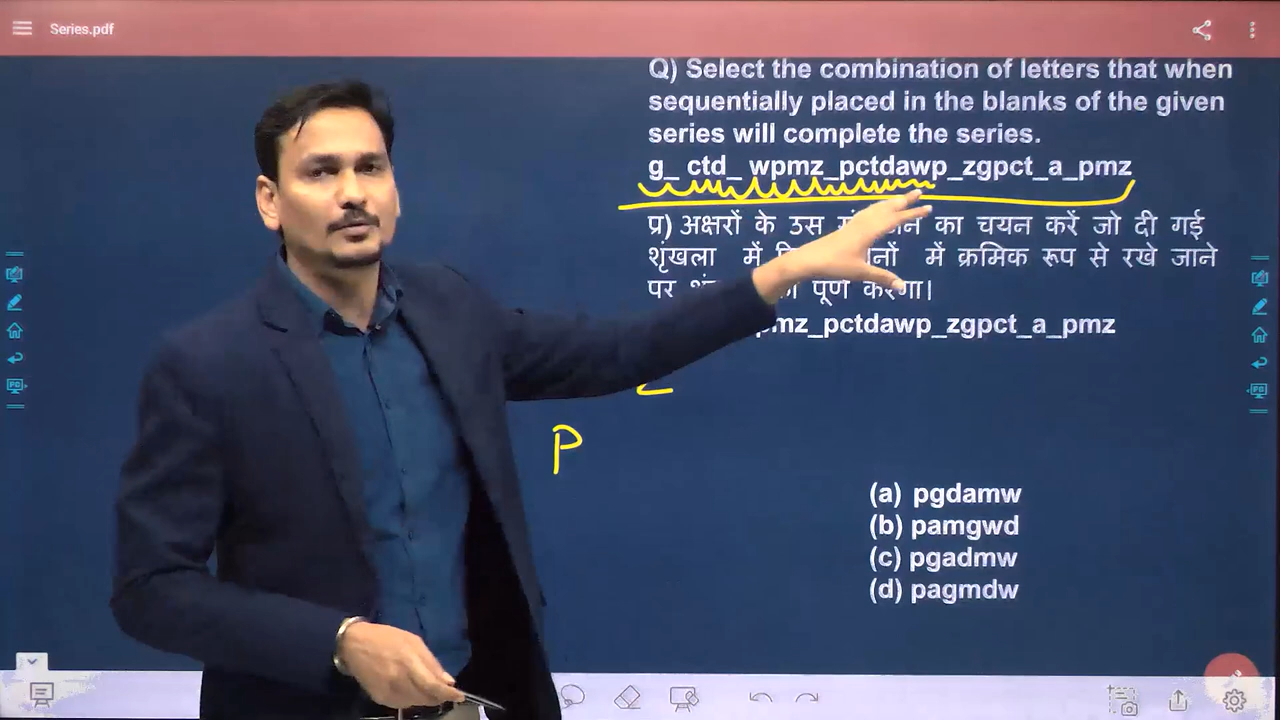 Series.pdf
Q) Select the combination of letters that when
sequentially placed in the blanks of the given
series will complete the series.
g_ ctd_ wpmz_pctdawp_zgpct_a_pmz
प्र) अक्षरों के उस का चयन करें जो दी गई
शृंखला में में क्रमिक रूप से रखे जाने
पर पूर्ण करेगा।
pmz_pctdawp_zgpct_a_pmz
P
(a) pgdamw
(b) pamgwd
(c) pgadmw
(d) pagmdw